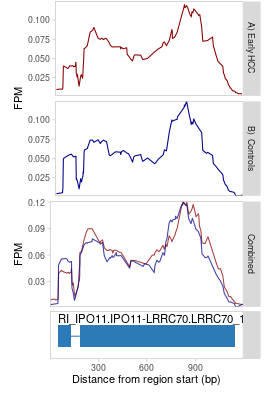 0.100
0.075
0.050
0.025
A) Early HCC
FPM
0.100
0.075
0.050
0.025
B) Controls
0.12
0.09
0.06
0.03
FPM
Combined
RI_IPO11.IPO11-LRRC70.LRRC70_1
300 600 900
Distance from region start (bp)